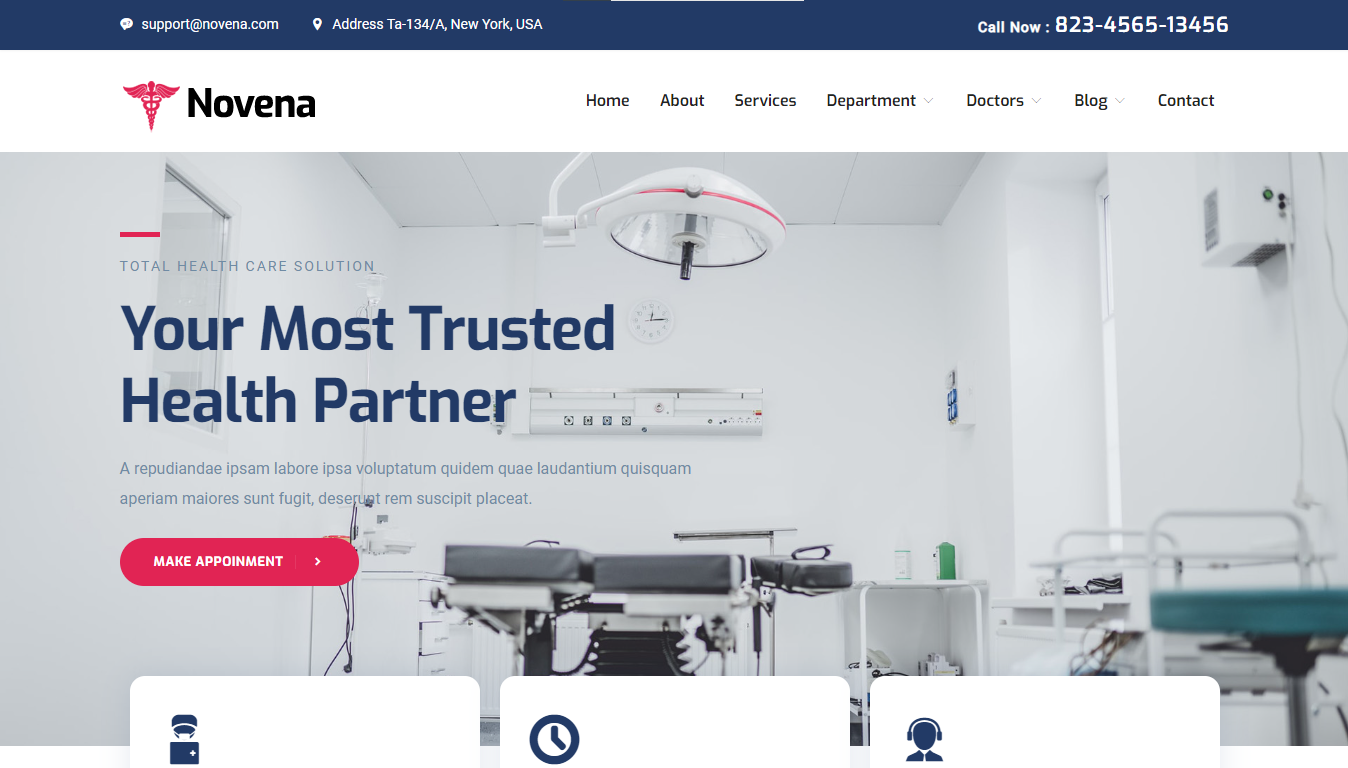 support@novena.com
Address Ta-134/A, New York, USA
Call Now : 823-4565-13456
Novena
Home
About
Services
Department
Doctors
Blog
Contact
TOTAL HEALTH CARE SOLUTION
Your Most Trusted
Health Partner
A repudiandae ipsam labore ipsa voluptatum quidem quae laudantium quisquam
aperiam maiores sunt fugit, deserunt rem suscipit placeat.
MAKE APPOINMENT